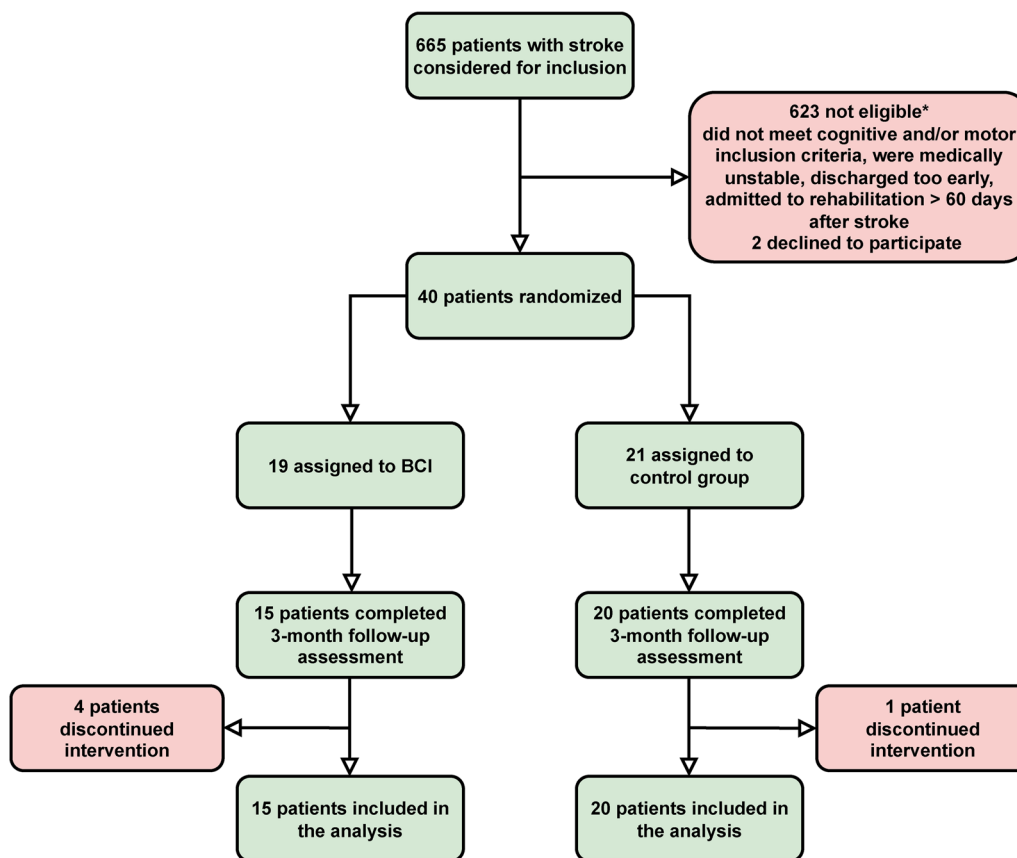 665 patients with stroke
considered for inclusion
623 not eligible*
did not meet cognitive and/or motor
inclusion criteria, were medically
unstable, discharged too early,
admitted to rehabilitation > 60 days
after stroke
2 declined to participate
40 patients randomized
19 assigned to BCI
21 assigned to
control group
15 patients completed
3-month follow-up
assessment
20 patients completed
3-month follow-up
assessment
4 patients
discontinued
intervention
1 patient
discontinued
intervention
15 patients included in
the analysis
20 patients included in
the analysis